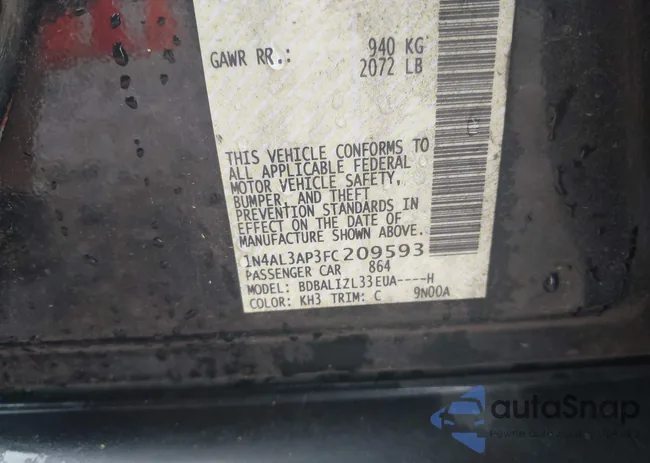 GAWR RR.: 940 KG
2072 LB
THIS VEHICLE CONFORMS TO
ALL APPLICABLE FEDERAL
MOTOR VEHICLE SAFETY,
BUMPER, AND THEFT
PREVENTION STANDARDS IN
EFFECT ON THE DATE OF
MANUFACTURE SHOWN ABOVE.
1N4AL3AP3FC209593
PASSENGER CAR 864
MODEL: BDBALIZL33EUA----H
COLOR: KH3 TRIM: C 9N00A
autoSnap